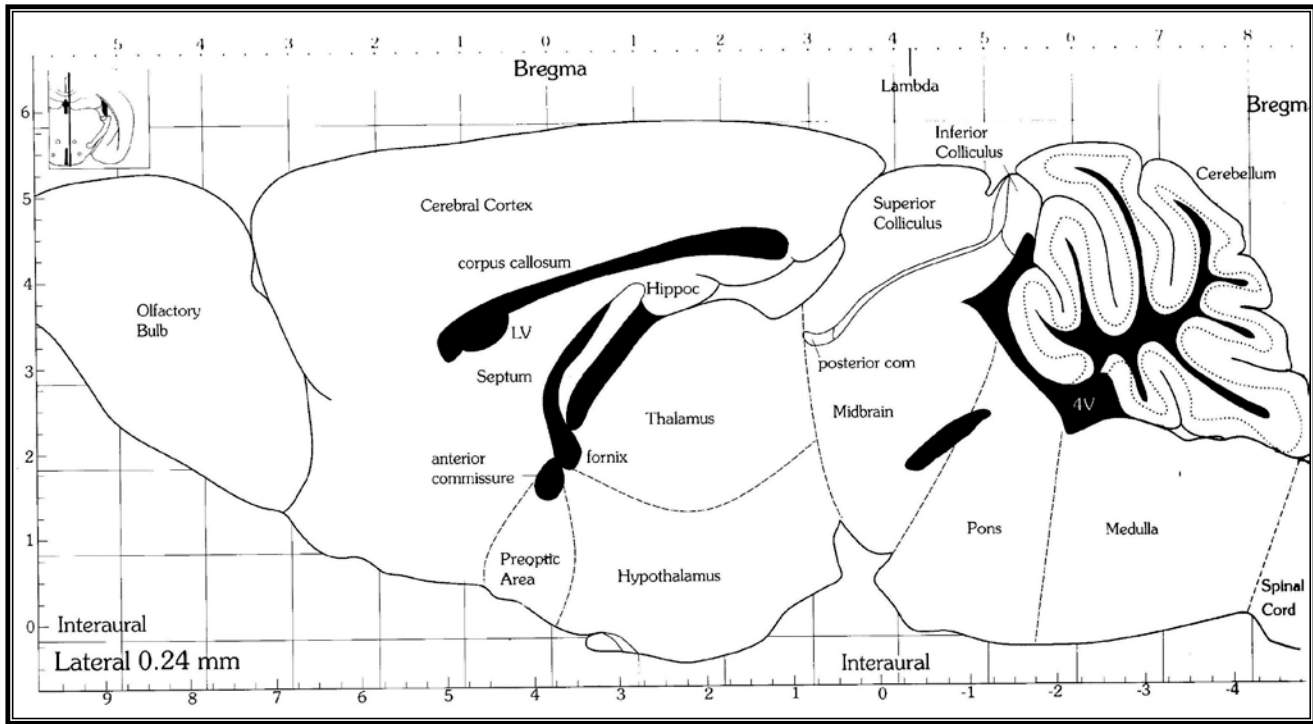 5 4 3 2 1 0 1 2 3 4 5 6 7 8
Bregma
Lambda
Bregm
6
Inferior
Colliculus
Cerebellum
5
Cerebral Cortex
Superior
Colliculus
corpus callosum
4
Hippoc
Olfactory
Bulb
LV
posterior com
3
Septum
4V
Thalamus
Midbrain
2
anterior
commissure
fornix
Pons
Medulla
1
Preoptic
Area
Hypothalamus
Spinal
Cord
0
Interaural
Lateral 0.24 mm
Interaural
9 8 7 6 5 4 3 2 1 0 -1 -2 -3 -4